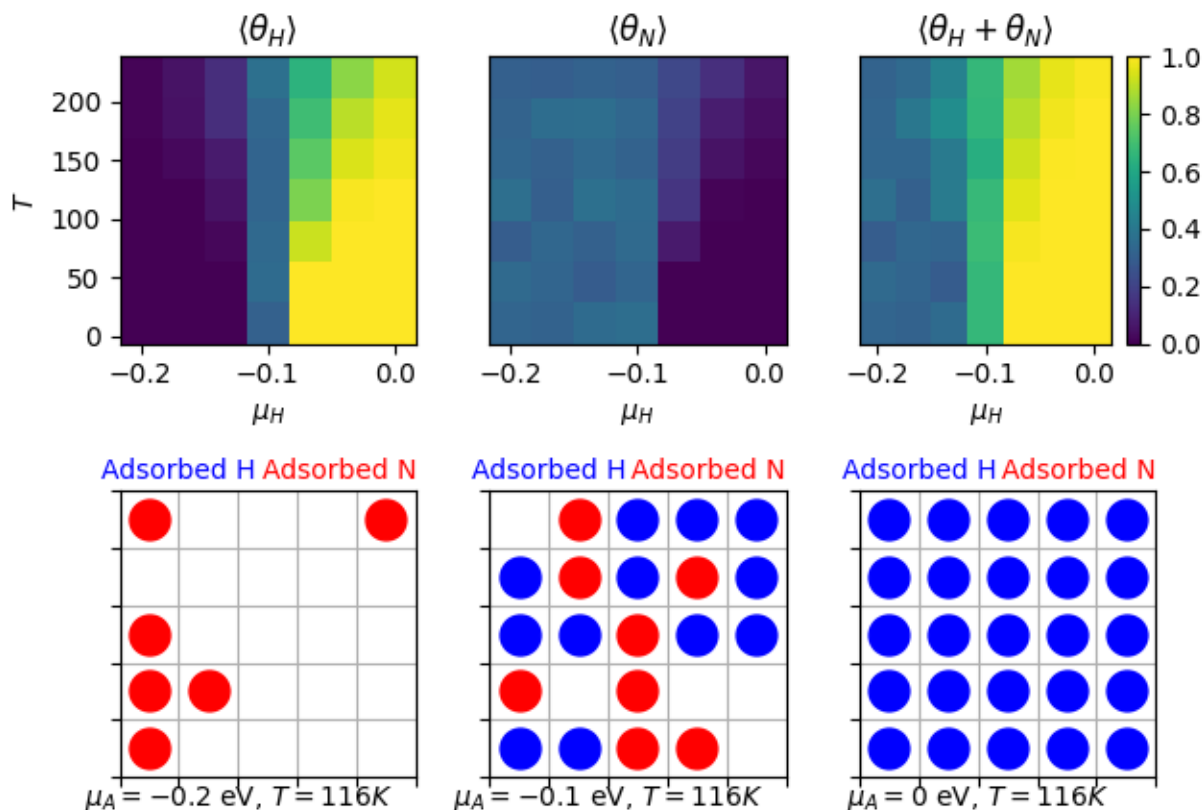 ⟨θ_H⟩ ⟨θ_N⟩ ⟨θ_H + θ_N⟩
200
150
100
50
0
T
−0.2 −0.1 0.0
μ_H
−0.2 −0.1 0.0
μ_H
−0.2 −0.1 0.0
μ_H
1.0
0.8
0.6
0.4
0.2
0.0
Adsorbed H Adsorbed N
Adsorbed H Adsorbed N
Adsorbed H Adsorbed N
μ_A = −0.2 eV, T = 116K
μ_A = −0.1 eV, T = 116K
μ_A = 0 eV, T = 116K